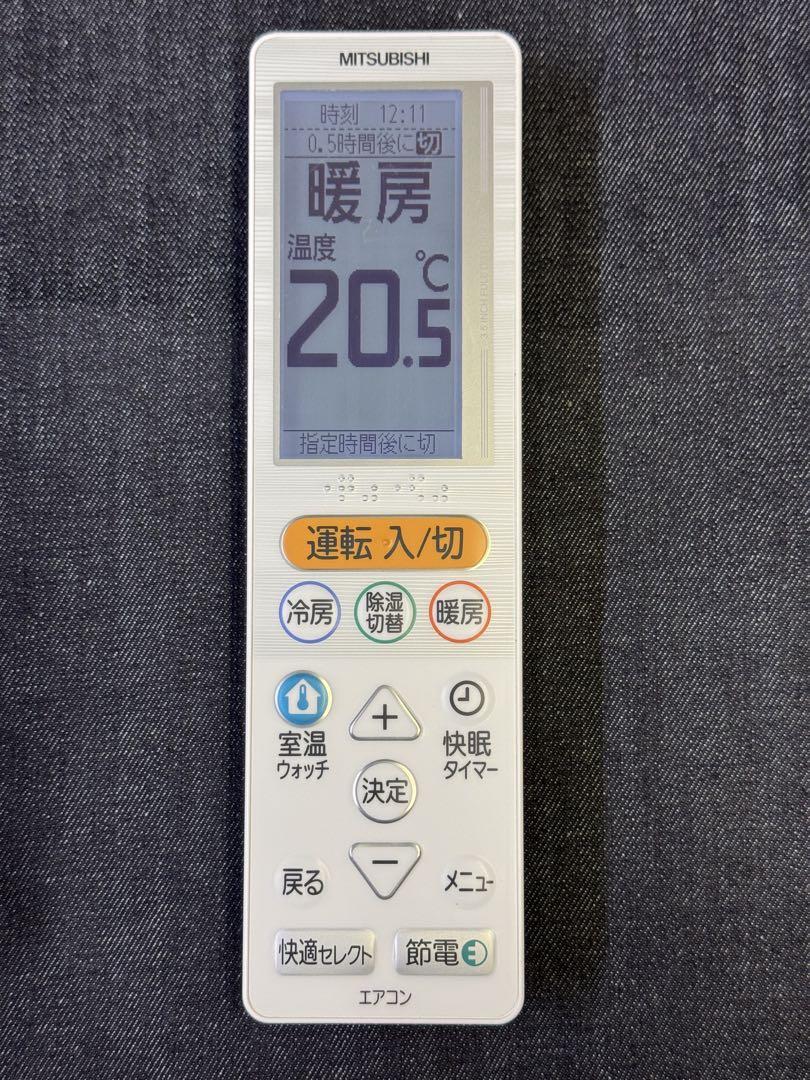 MITSUBISHI
時刻 12:11
0.5時間後に切
暖房
温度
20.5℃
指定時間後に切
運転 入/切
冷房
除湿
切替
暖房
室温
ウォッチ
+
快眠
タイマー
決定
戻る
-
メニュー
快適セレクト
節電
エアコン